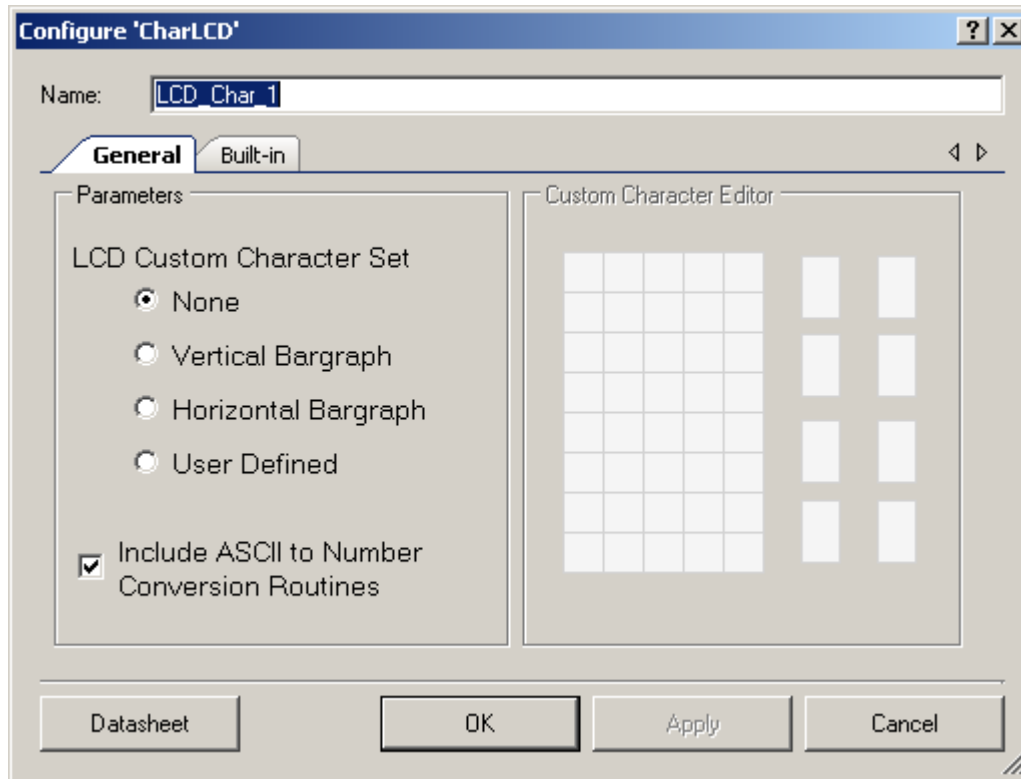 Configure 'CharLCD'
Name: LCD_Char_1
General Built-in
Parameters
LCD Custom Character Set
None
Vertical Bargraph
Horizontal Bargraph
User Defined
Include ASCII to Number
Conversion Routines
Custom Character Editor
Datasheet OK Apply Cancel